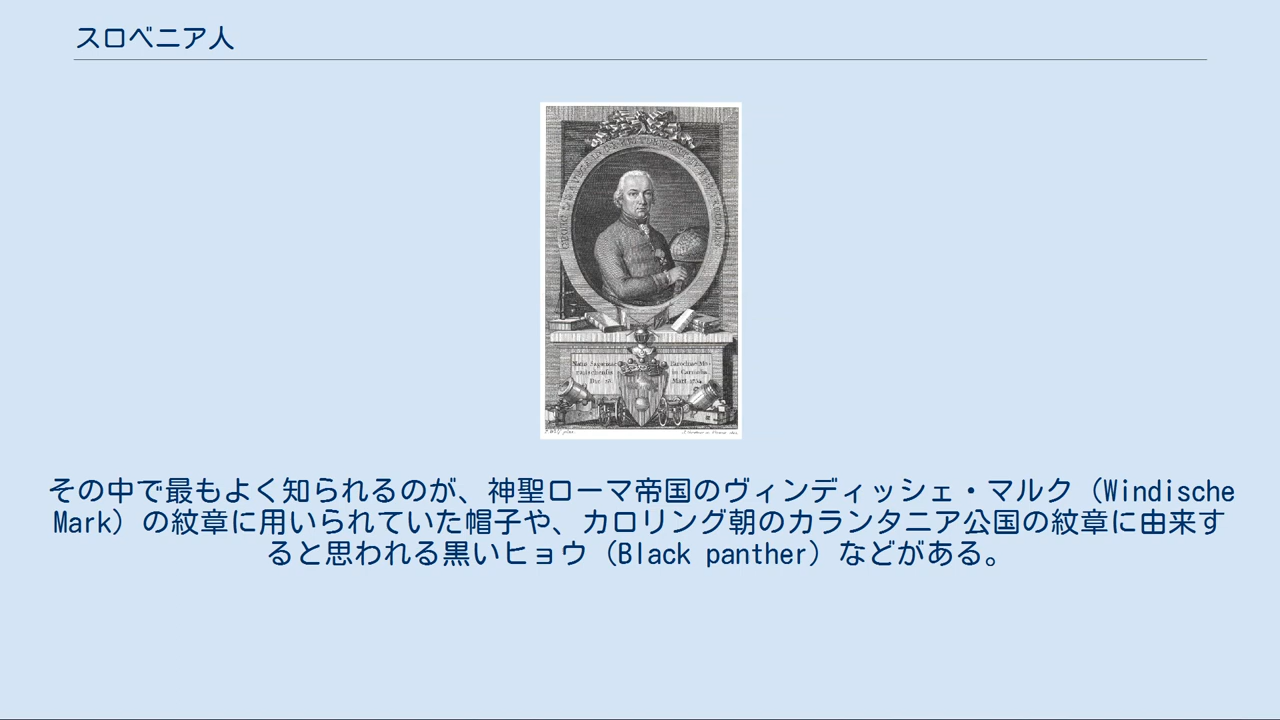 スロベニア人
Mart. 1754
その中で最もよく知られるのが、神聖ローマ帝国のヴィンディッシェ・マルク（Windische
Mark）の紋章に用いられていた帽子や、カロリング朝のカランタニア公国の紋章に由来す
ると思われる黒いヒョウ（Black panther）などがある。